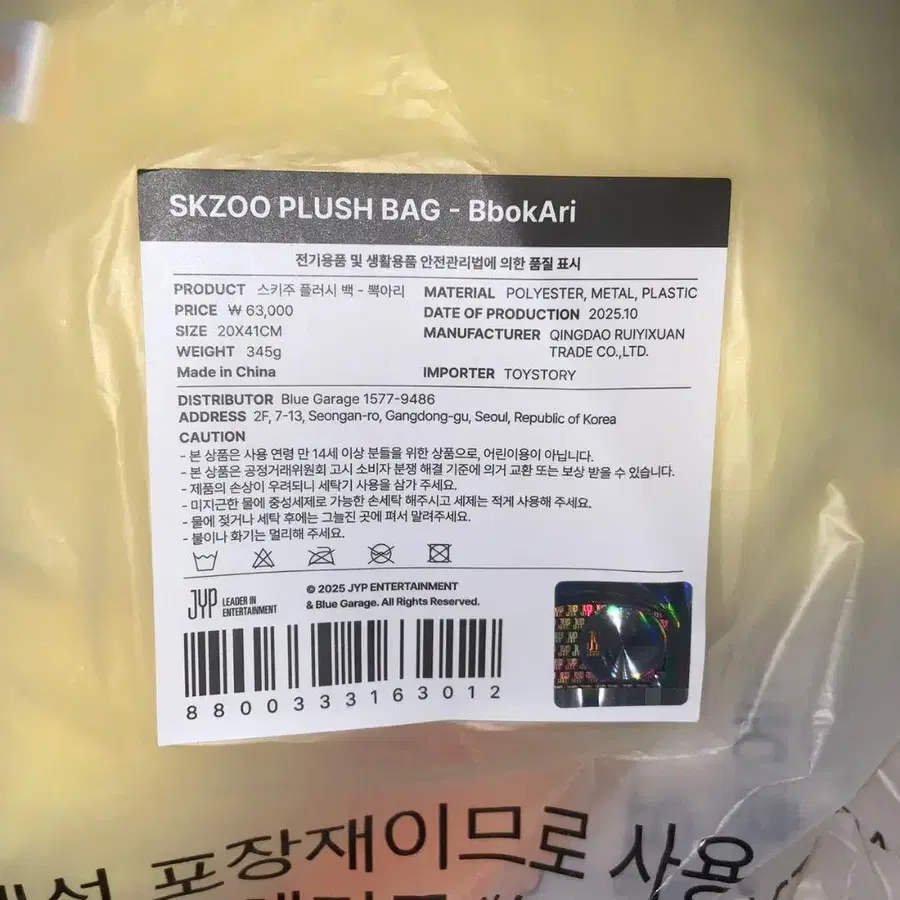 SKZOO PLUSH BAG - BbokAri
전기용품 및 생활용품 안전관리법에 의한 품질 표시
PRODUCT 스키주 플러시 백 - 뽁아리
PRICE ₩ 63,000
SIZE 20X41CM
WEIGHT 345g
Made in China
MATERIAL POLYESTER, METAL, PLASTIC
DATE OF PRODUCTION 2025.10
MANUFACTURER QINGDAO RUIYIXUAN
TRADE CO.,LTD.
IMPORTER TOYSTORY
DISTRIBUTOR Blue Garage 1577-9486
ADDRESS 2F, 7-13, Seongan-ro, Gangdong-gu, Seoul, Republic of Korea
CAUTION
- 본 상품은 사용 연령 만 14세 이상 분들을 위한 상품으로, 어린이용이 아닙니다.
- 본 상품은 공정거래위원회 고시 소비자 분쟁 해결 기준에 의거 교환 또는 보상 받을 수 있습니다.
- 제품의 손상이 우려되니 세탁기 사용을 삼가 주세요.
- 미지근한 물에 중성세제로 가능한 손세탁 해주시고 세제는 적게 사용해 주세요.
- 물에 젖거나 세탁 후에는 그늘진 곳에 펴서 말려주세요.
- 불이나 화기는 멀리해 주세요.
JYP LEADER IN
ENTERTAINMENT
© 2025 JYP ENTERTAINMENT
& Blue Garage. All Rights Reserved.
8800333163012
포장재이므로 사용